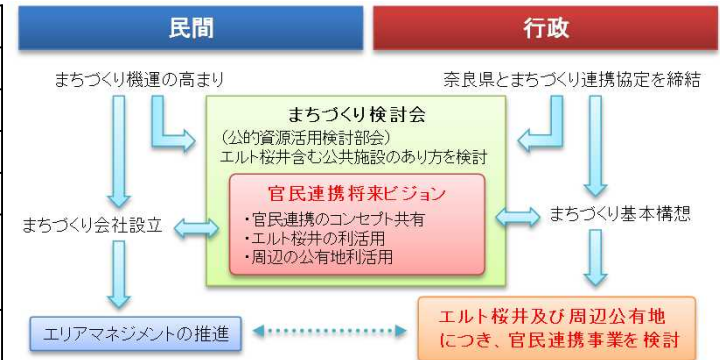 民間
行政
まちづくり機運の高まり
奈良県とまちづくり連携協定を締結
まちづくり検討会
(公的資源活用検討部会)
エルト桜井含む公共施設のあり方を検討
官民連携将来ビジョン
・官民連携のコンセプト共有
・エルト桜井の利活用
・周辺の公有地利活用
まちづくり会社設立
まちづくり基本構想
エリアマネジメントの推進
エルト桜井及び周辺公有地
につき、官民連携事業を検討